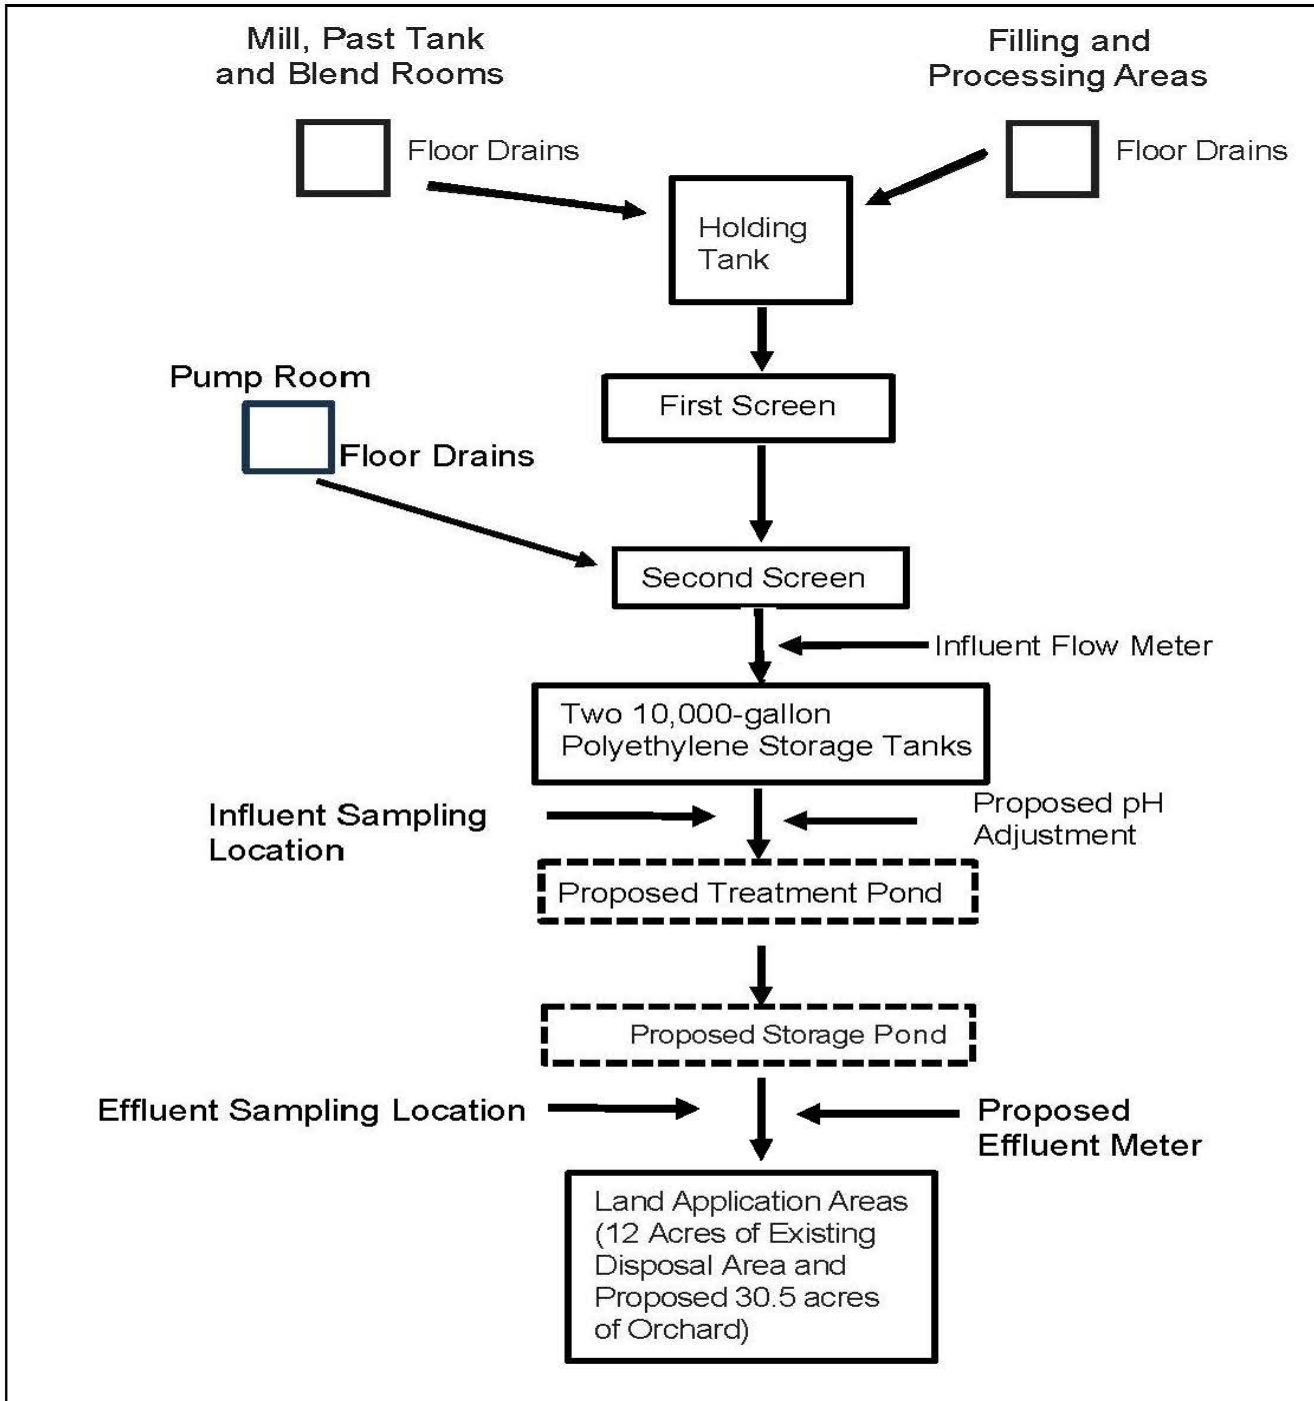 Mill, Past Tank
and Blend Rooms
Filling and
Processing Areas
Floor Drains
Floor Drains
Holding
Tank
Pump Room
First Screen
Floor Drains
Second Screen
Influent Flow Meter
Two 10,000-gallon
Polyethylene Storage Tanks
Influent Sampling
Location
Proposed pH
Adjustment
Proposed Treatment Pond
Proposed Storage Pond
Effluent Sampling Location
Proposed
Effluent Meter
Land Application Areas
(12 Acres of Existing
Disposal Area and
Proposed 30.5 acres
of Orchard)